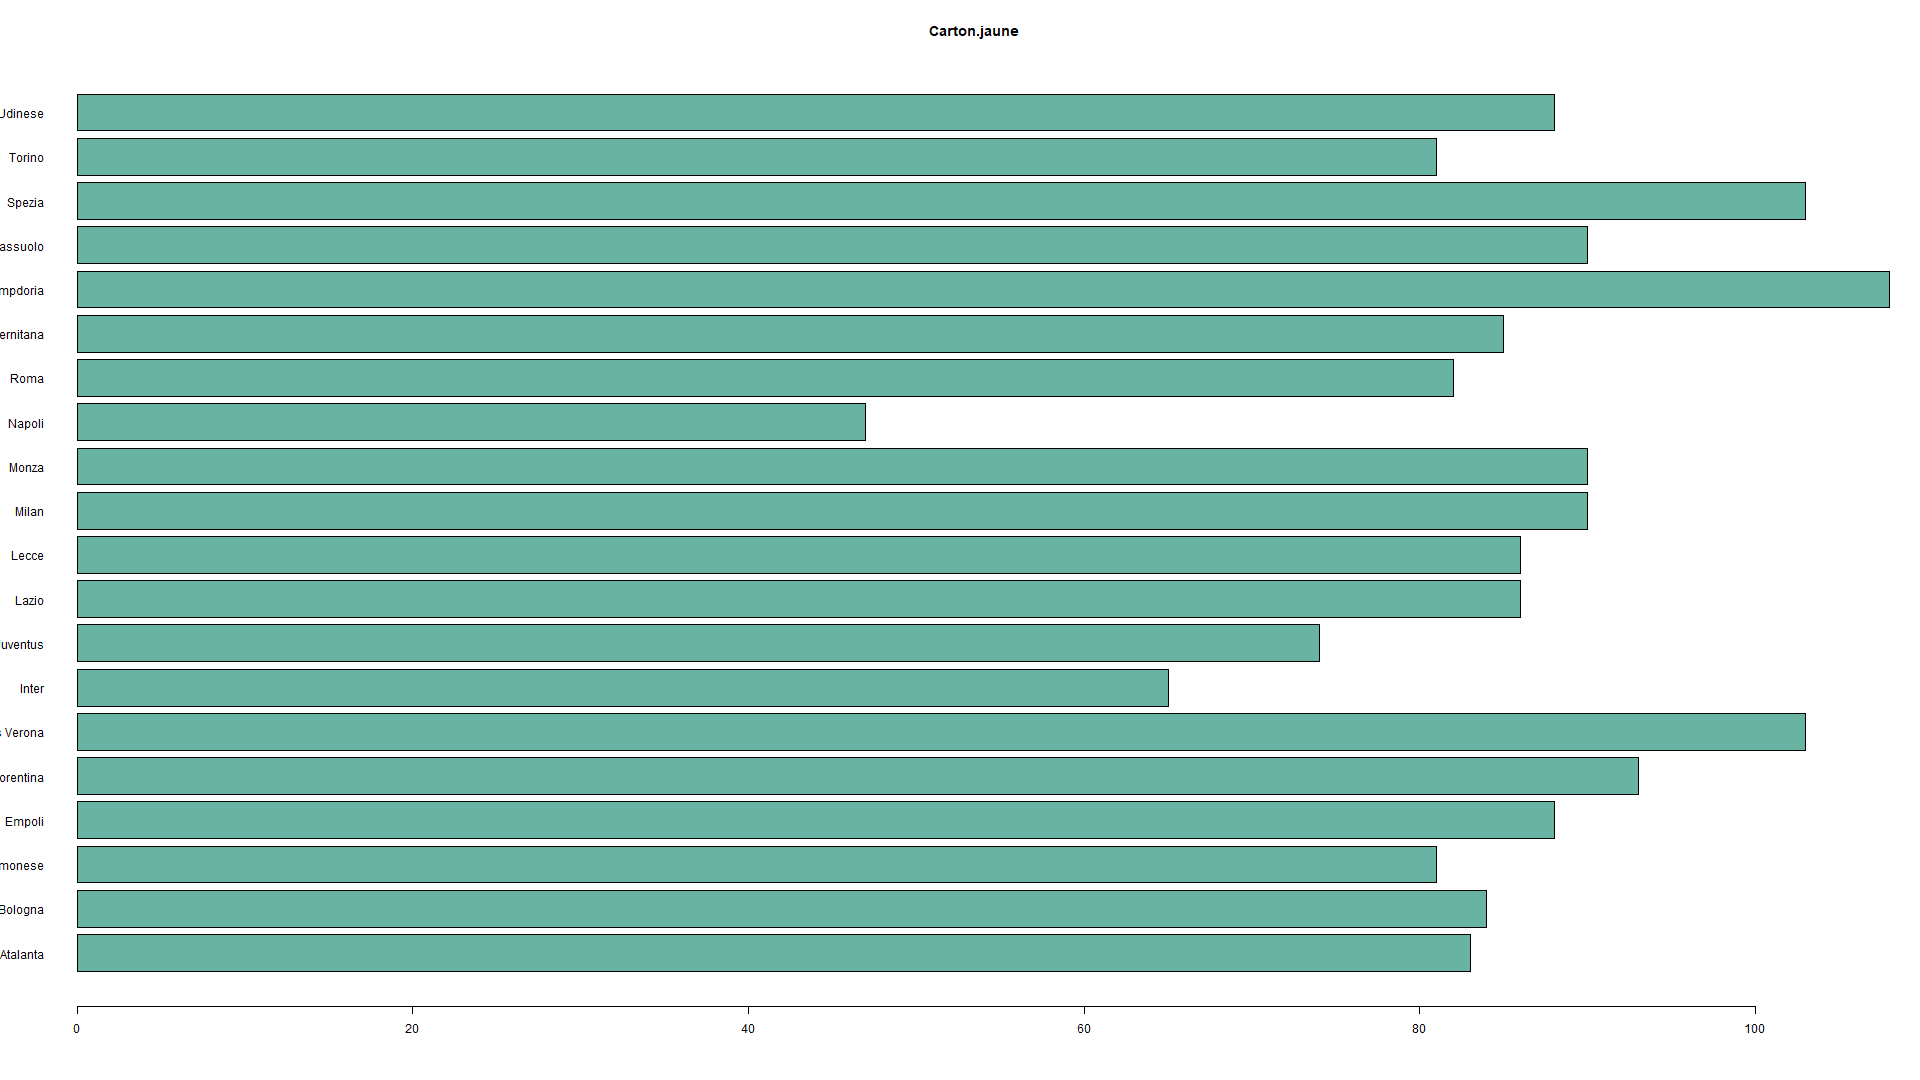 Carton.jaune
Udinese
Torino
Spezia
assuolo
mpdoria
ernitana
Roma
Napoli
Monza
Milan
Lecce
Lazio
Juventus
Inter
s Verona
orentina
Empoli
monese
Bologna
Atalanta
0 20 40 60 80 100